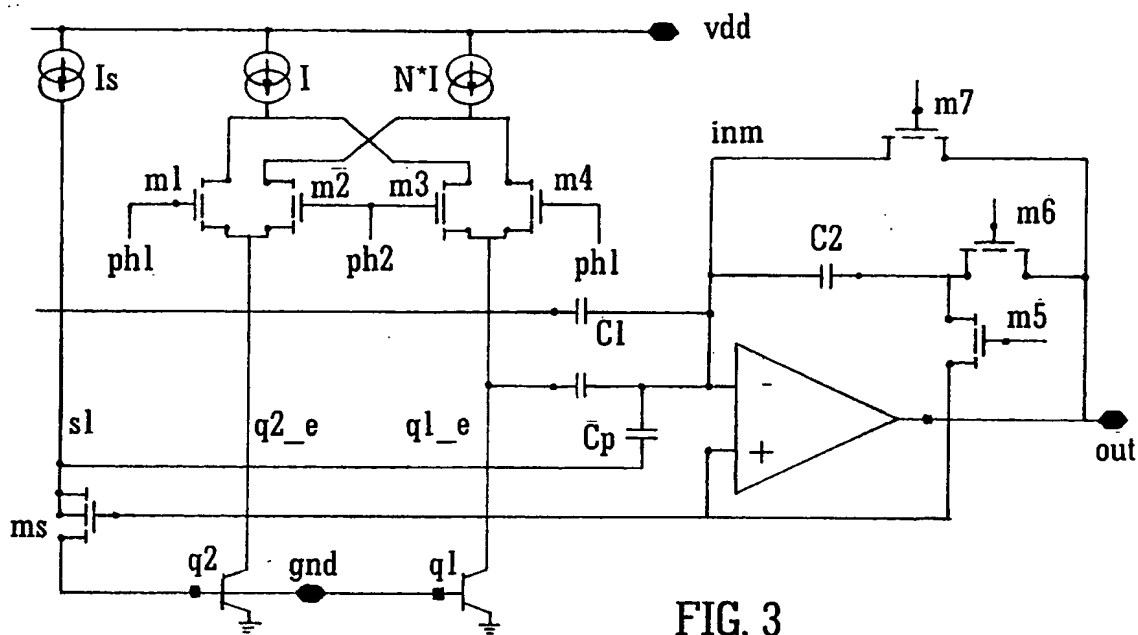 vdd
Is
I
N*I
m7
inm
m1
m2
m3
m4
m6
C2
ph1
ph2
ph1
C1
m5
s1
q2_e
q1_e
Cp
-
+
out
ms
q2
gnd
q1
FIG. 3